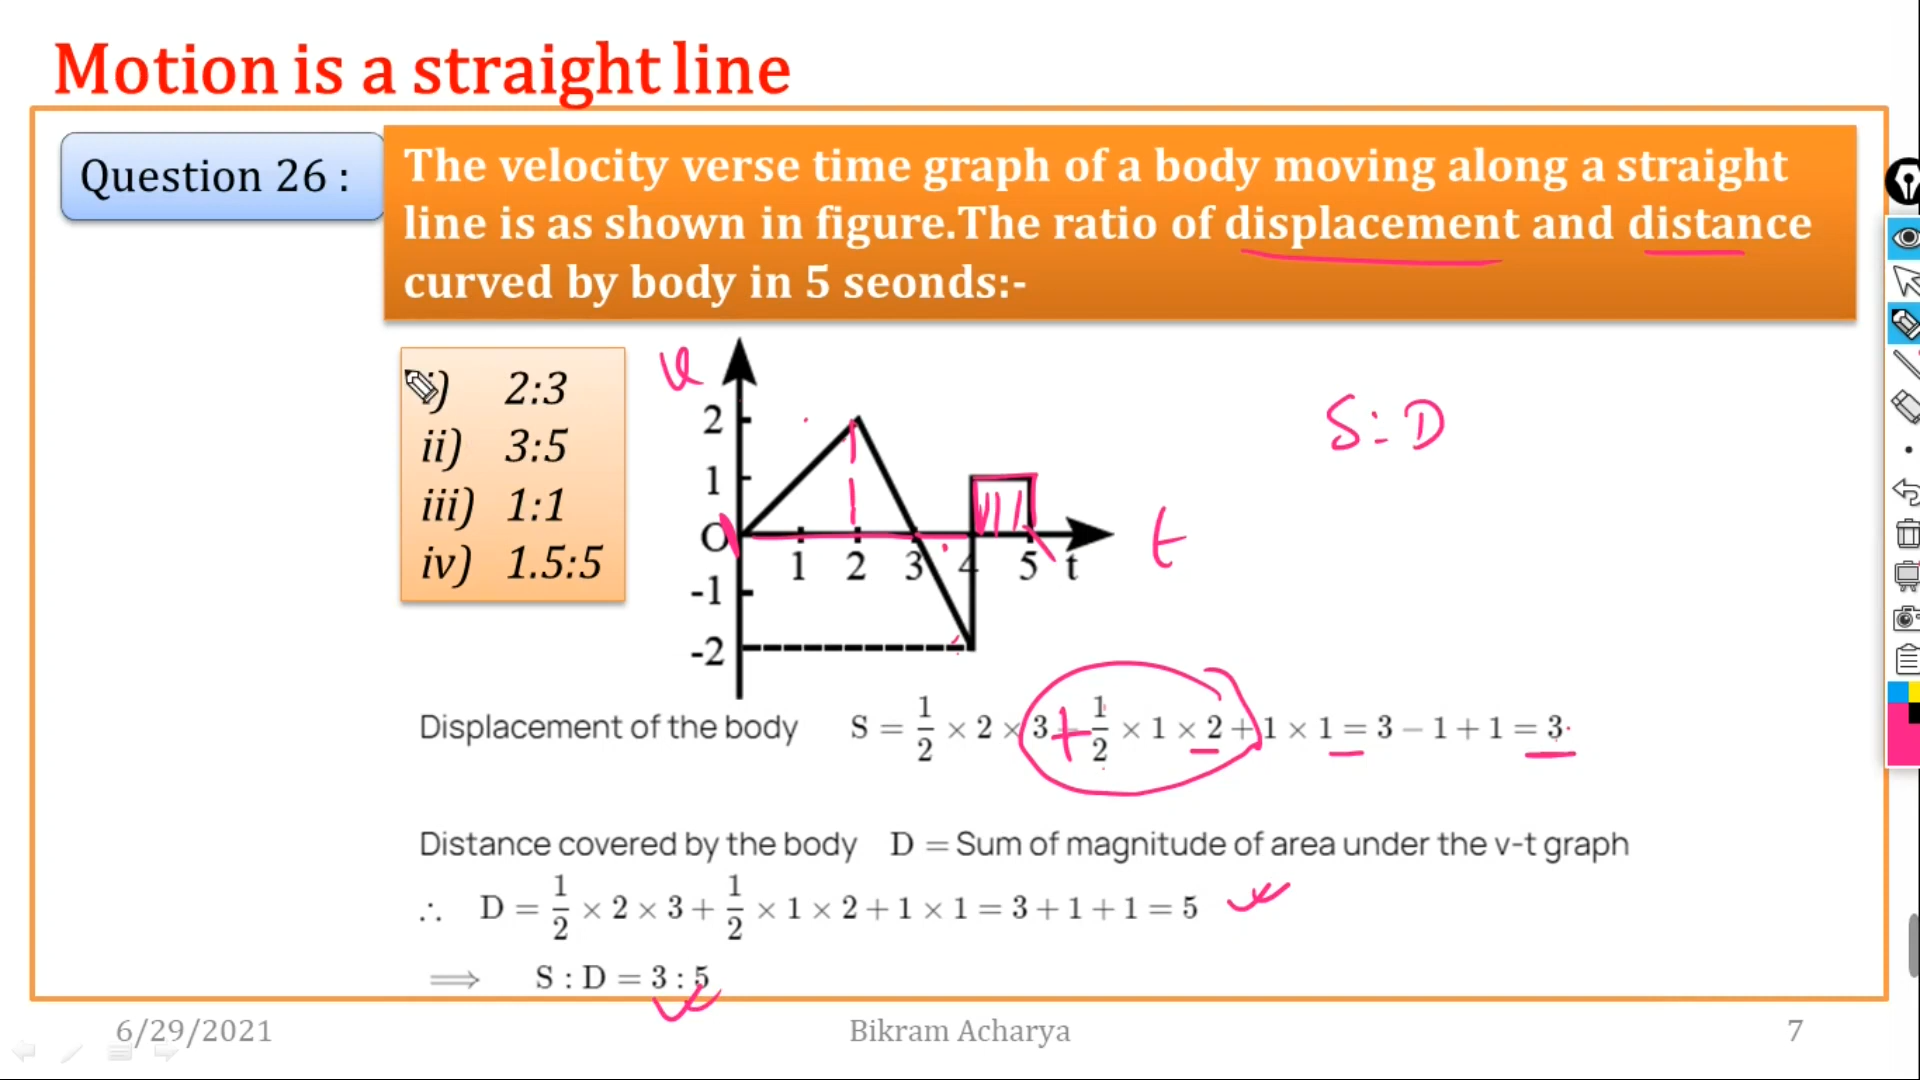 Motion is a straight line
Question 26 :
The velocity verse time graph of a body moving along a straight
line is as shown in figure.The ratio of displacement and distance
curved by body in 5 seonds:-
i) 2:3
ii) 3:5
iii) 1:1
iv) 1.5:5
v
2
1
O
-1
-2
1 2 3 4 5 t
t
S : D
Displacement of the body S = 1/2 × 2 × 3 + 1/2 × 1 × 2 + 1 × 1 = 3 − 1 + 1 = 3
Distance covered by the body D = Sum of magnitude of area under the v-t graph
∴ D = 1/2 × 2 × 3 + 1/2 × 1 × 2 + 1 × 1 = 3 + 1 + 1 = 5
⟹ S : D = 3 : 5
6/29/2021
Bikram Acharya
7